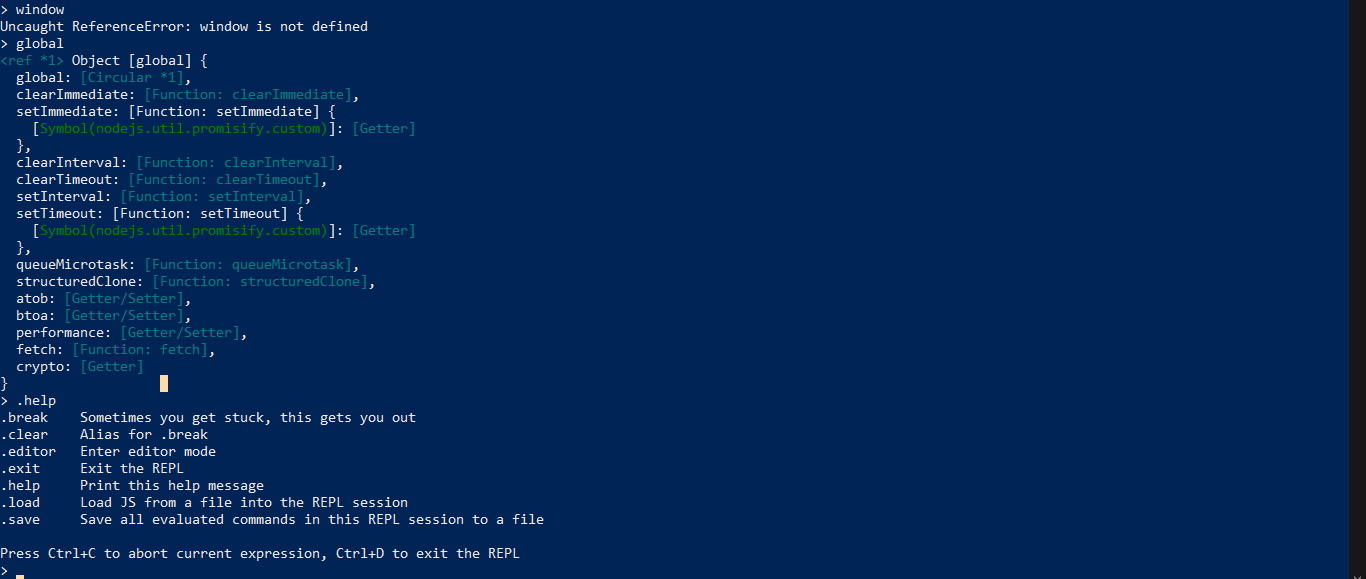 > window
Uncaught ReferenceError: window is not defined
> global
<ref *1> Object [global] {
  global: [Circular *1],
  clearImmediate: [Function: clearImmediate],
  setImmediate: [Function: setImmediate] {
    [Symbol(nodejs.util.promisify.custom)]: [Getter]
  },
  clearInterval: [Function: clearInterval],
  clearTimeout: [Function: clearTimeout],
  setInterval: [Function: setInterval],
  setTimeout: [Function: setTimeout] {
    [Symbol(nodejs.util.promisify.custom)]: [Getter]
  },
  queueMicrotask: [Function: queueMicrotask],
  structuredClone: [Function: structuredClone],
  atob: [Getter/Setter],
  btoa: [Getter/Setter],
  performance: [Getter/Setter],
  fetch: [Function: fetch],
  crypto: [Getter]
}
> .help
.break    Sometimes you get stuck, this gets you out
.clear    Alias for .break
.editor   Enter editor mode
.exit     Exit the REPL
.help     Print this help message
.load     Load JS from a file into the REPL session
.save     Save all evaluated commands in this REPL session to a file

Press Ctrl+C to abort current expression, Ctrl+D to exit the REPL
>